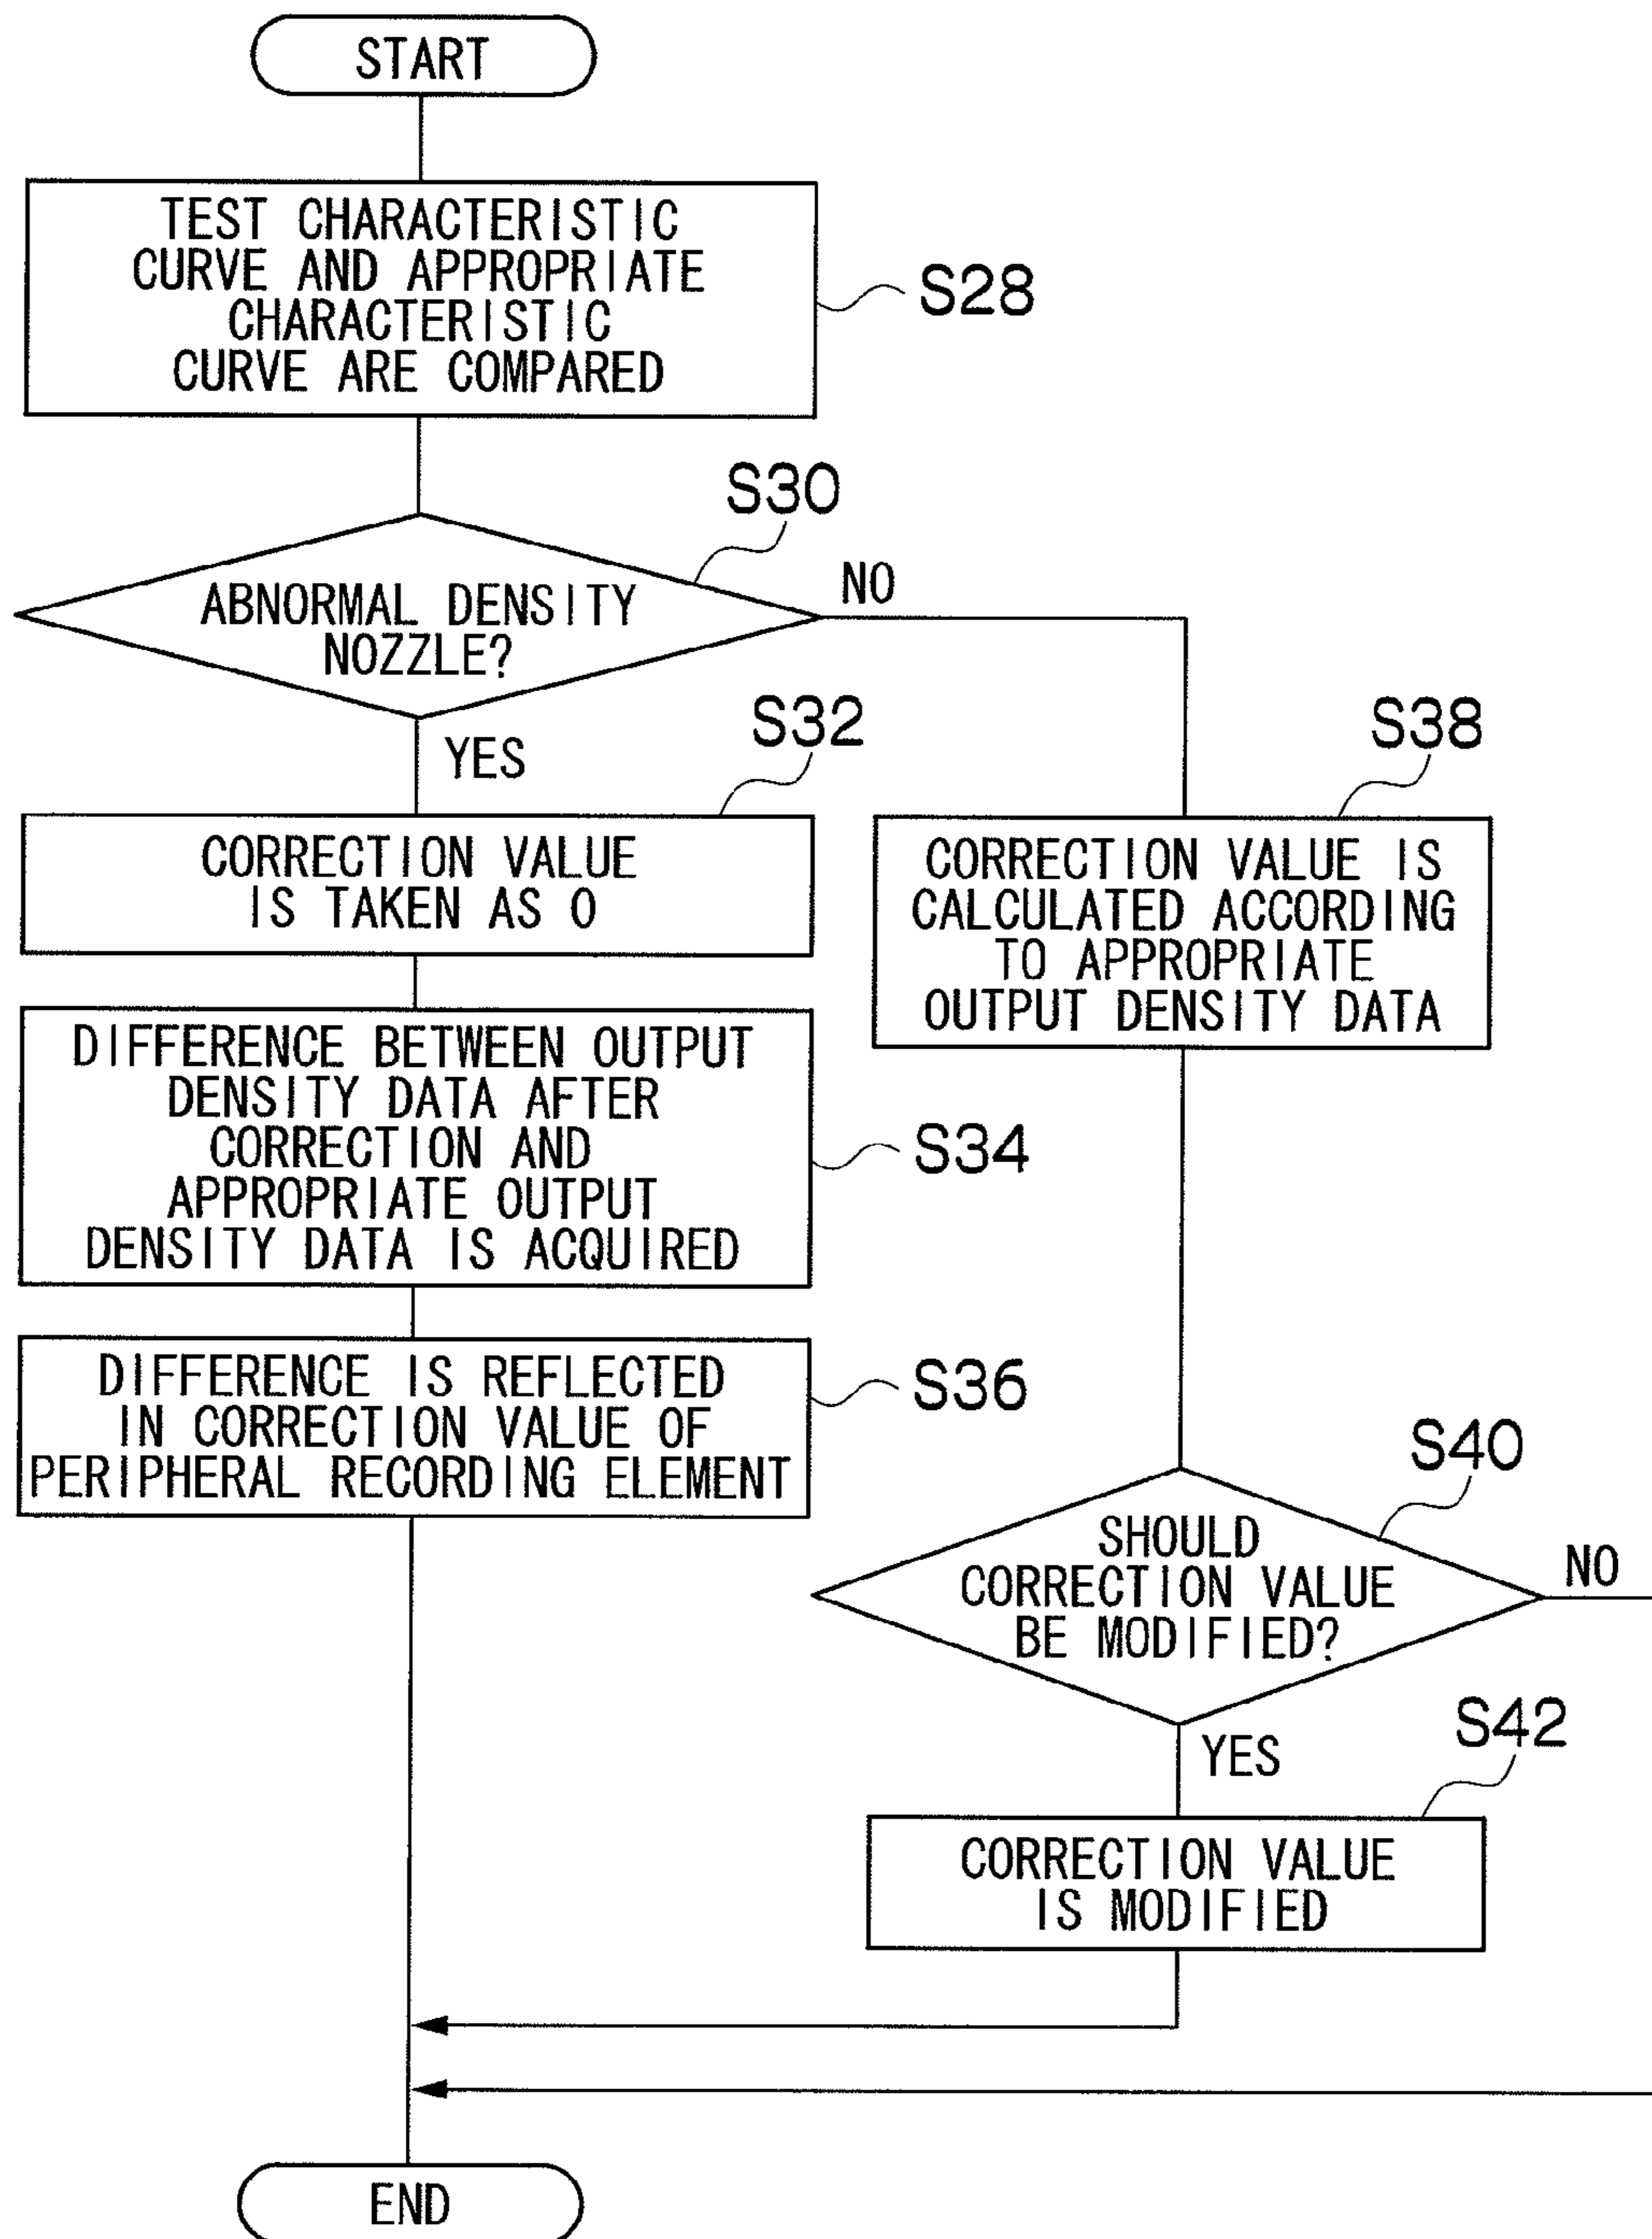 START
TEST CHARACTERISTIC
CURVE AND APPROPRIATE
CHARACTERISTIC
CURVE ARE COMPARED
S28
S30
ABNORMAL DENSITY
NOZZLE?
NO
YES
S32
CORRECTION VALUE
IS TAKEN AS 0
S38
CORRECTION VALUE IS
CALCULATED ACCORDING
TO APPROPRIATE
OUTPUT DENSITY DATA
DIFFERENCE BETWEEN OUTPUT
DENSITY DATA AFTER
CORRECTION AND
APPROPRIATE OUTPUT
DENSITY DATA IS ACQUIRED
S34
DIFFERENCE IS REFLECTED
IN CORRECTION VALUE OF
PERIPHERAL RECORDING ELEMENT
S36
S40
SHOULD
CORRECTION VALUE
BE MODIFIED?
NO
YES
S42
CORRECTION VALUE
IS MODIFIED
END